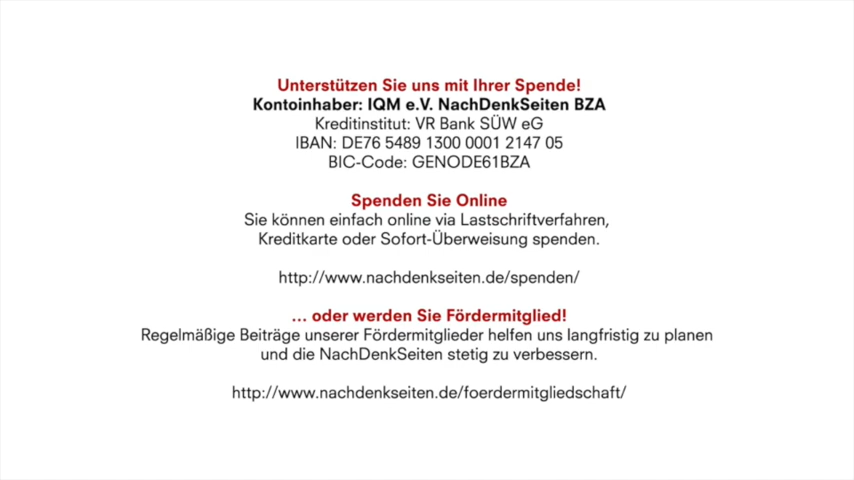 Unterstützen Sie uns mit Ihrer Spende!
Kontoinhaber: IQM e.V. NachDenkSeiten BZA
Kreditinstitut: VR Bank SÜW eG
IBAN: DE76 5489 1300 0001 2147 05
BIC-Code: GENODE61BZA
Spenden Sie Online
Sie können einfach online via Lastschriftverfahren,
Kreditkarte oder Sofort-Überweisung spenden.
http://www.nachdenkseiten.de/spenden/
... oder werden Sie Fördermitglied!
Regelmäßige Beiträge unserer Fördermitglieder helfen uns langfristig zu planen
und die NachDenkSeiten stetig zu verbessern.
http://www.nachdenkseiten.de/foerdermitgliedschaft/